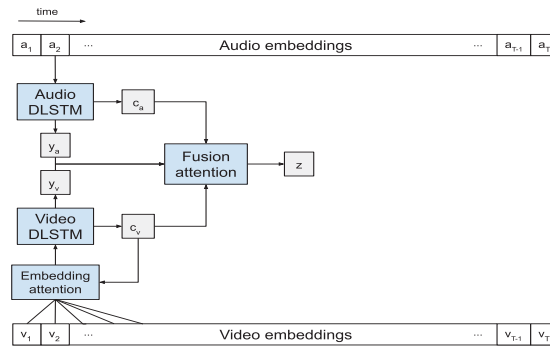 time
a1 a2 ... Audio embeddings ... aT-1 aT
Audio
DLSTM
ca
ya
Fusion
attention
z
yv
Video
DLSTM
cv
Embedding
attention
v1 v2 ... Video embeddings ... vT-1 vT